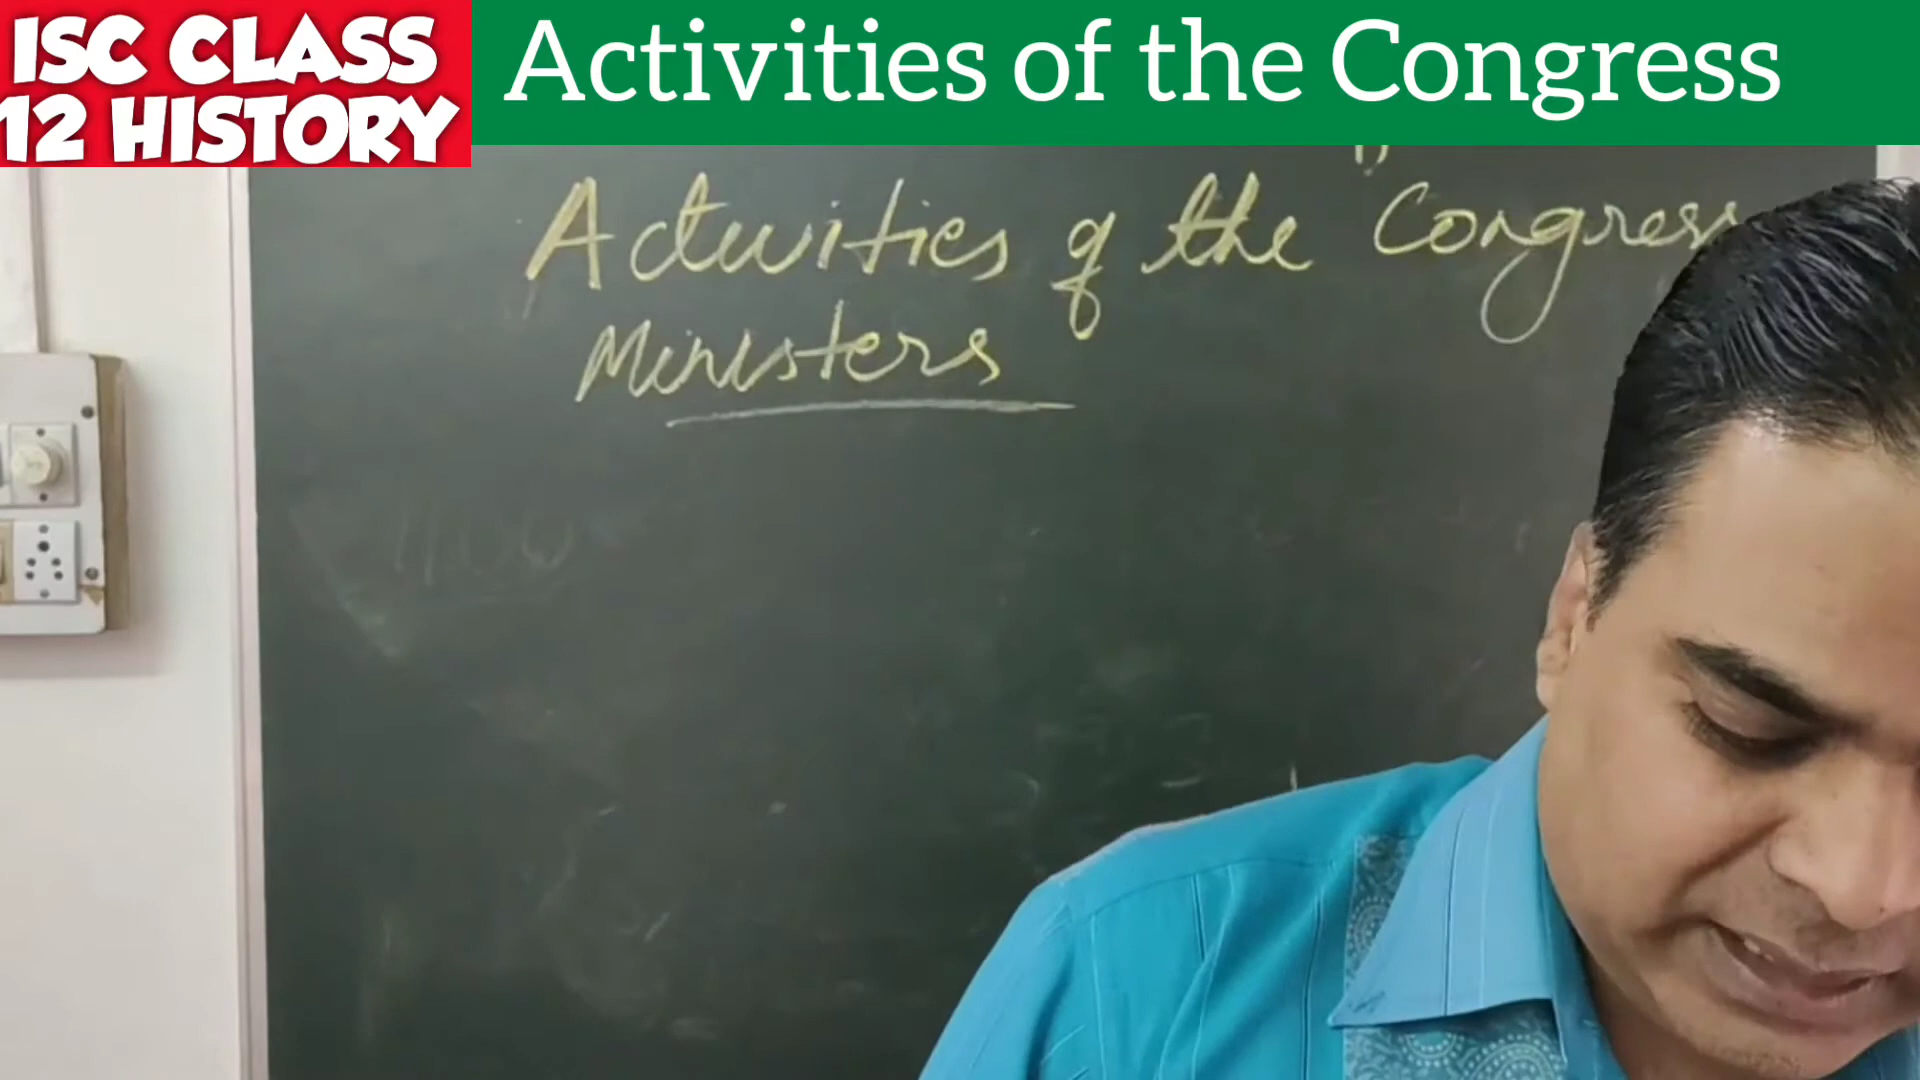 ISC CLASS
12 HISTORY
Activities of the Congress
Activities of the Congress
Ministers